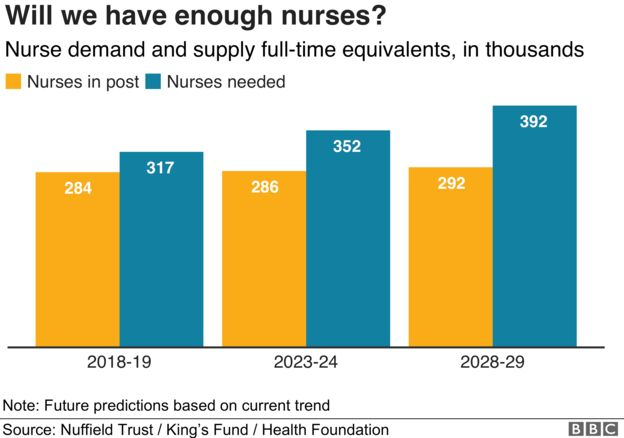 Will we have enough nurses?
Nurse demand and supply full-time equivalents, in thousands
Nurses in post Nurses needed
284 317 286 352 292 392
2018-19 2023-24 2028-29
Note: Future predictions based on current trend
Source: Nuffield Trust / King's Fund / Health Foundation BBC